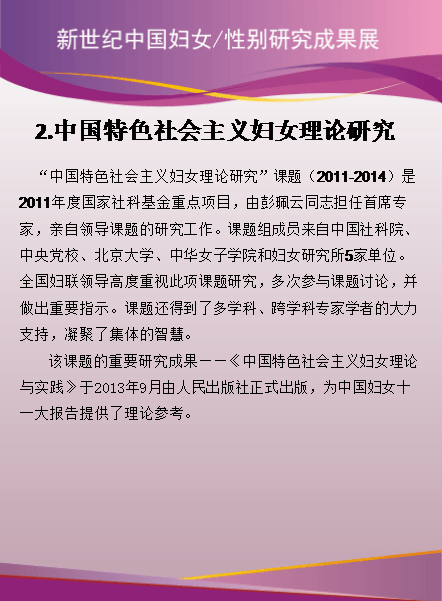 新世纪中国妇女/性别研究成果展
2.中国特色社会主义妇女理论研究
“中国特色社会主义妇女理论研究”课题（2011-2014）是
2011年度国家社科基金重点项目，由彭珮云同志担任首席专
家，亲自领导课题的研究工作。课题组成员来自中国社科院、
中央党校、北京大学、中华女子学院和妇女研究所5家单位。
全国妇联领导高度重视此项课题研究，多次参与课题讨论，并
做出重要指示。课题还得到了多学科、跨学科专家学者的大力
支持，凝聚了集体的智慧。
该课题的重要研究成果——《中国特色社会主义妇女理论
与实践》于2013年9月由人民出版社正式出版，为中国妇女十
一大报告提供了理论参考。